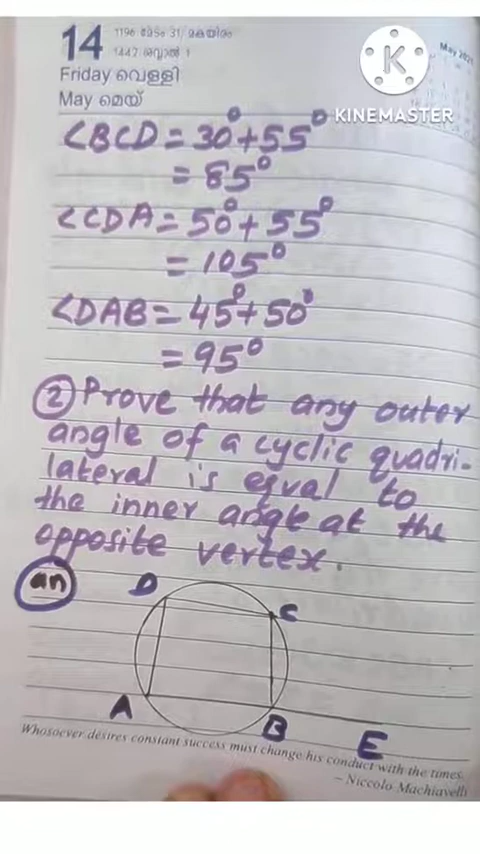 14
1196 മേടം 31
1442
Friday വെള്ളി
May മെയ്
May 2021
K
KINEMASTER
∠BCD = 30° + 55°
= 85°
∠CDA = 50° + 55°
= 105°
∠DAB = 45° + 50°
= 95°
② Prove that any outer
angle of a cyclic quadri-
lateral is equal to
the inner angle at the
opposite vertex.
an
D
C
A
B
E
Whosoever desires constant success must change his conduct with the times.
– Niccolo Machiavelli